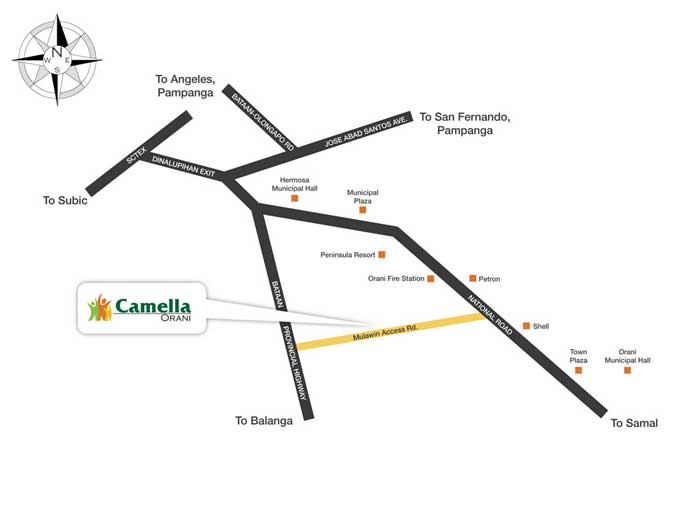 N
W
E
S
To Angeles,
Pampanga
BATAAN-OLONGAPO RD
JOSE ABAD SANTOS AVE.
To San Fernando,
Pampanga
SCTEX
DINALUPIHAN EXIT
To Subic
Hermosa
Municipal Hall
Municipal
Plaza
Peninsula Resort
Orani Fire Station
Petron
Camella
ORANI
BATAAN PROVINCIAL HIGHWAY
Mulawin Access Rd.
NATIONAL ROAD
Shell
Town
Plaza
Orani
Municipal Hall
To Balanga
To Samal